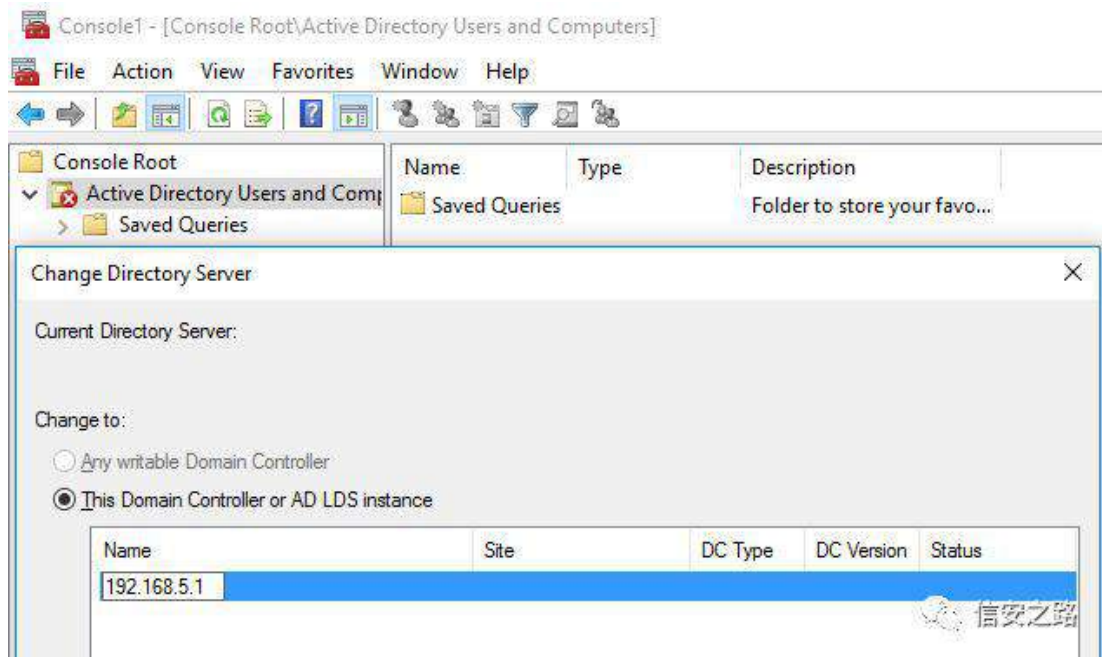 Console1 - [Console Root\Active Directory Users and Computers]
File Action View Favorites Window Help
Console Root
Active Directory Users and Comp
Saved Queries
Name Type Description
Saved Queries Folder to store your favo...
Change Directory Server
Current Directory Server:
Change to:
Any writable Domain Controller
This Domain Controller or AD LDS instance
Name Site DC Type DC Version Status
192.168.5.1
信安之路